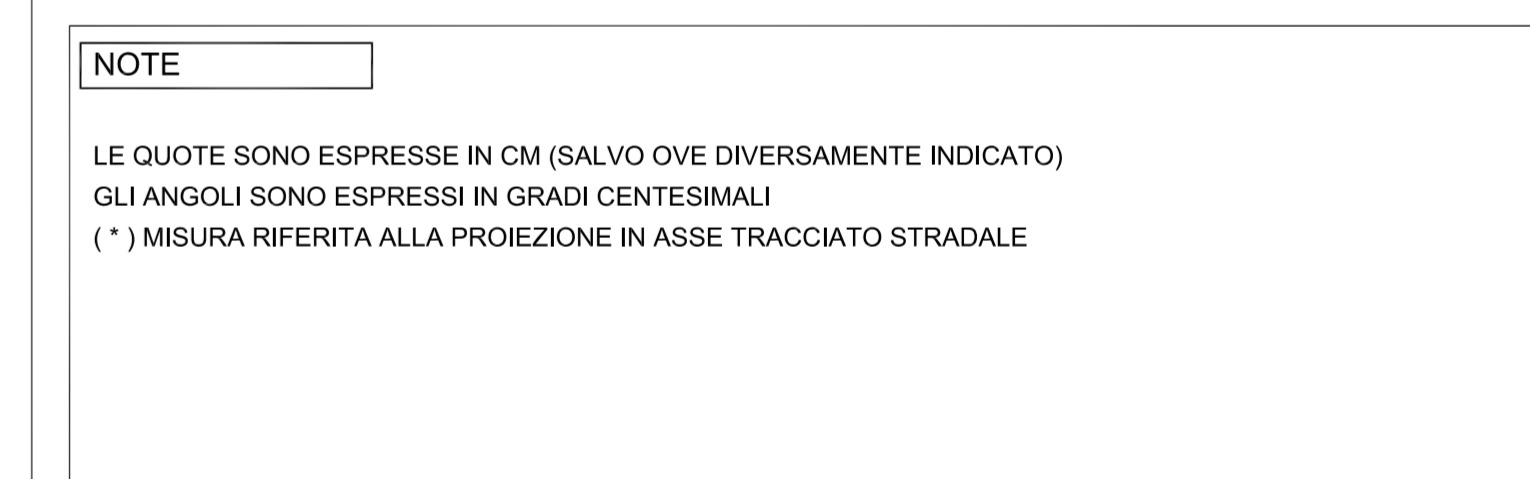 NOTE
LE QUOTE SONO ESPRESSE IN CM (SALVO OVE DIVERSAMENTE INDICATO)
GLI ANGOLI SONO ESPRESSI IN GRADI CENTESIMALI
( * ) MISURA RIFERITA ALLA PROIEZIONE IN ASSE TRACCIATO STRADALE